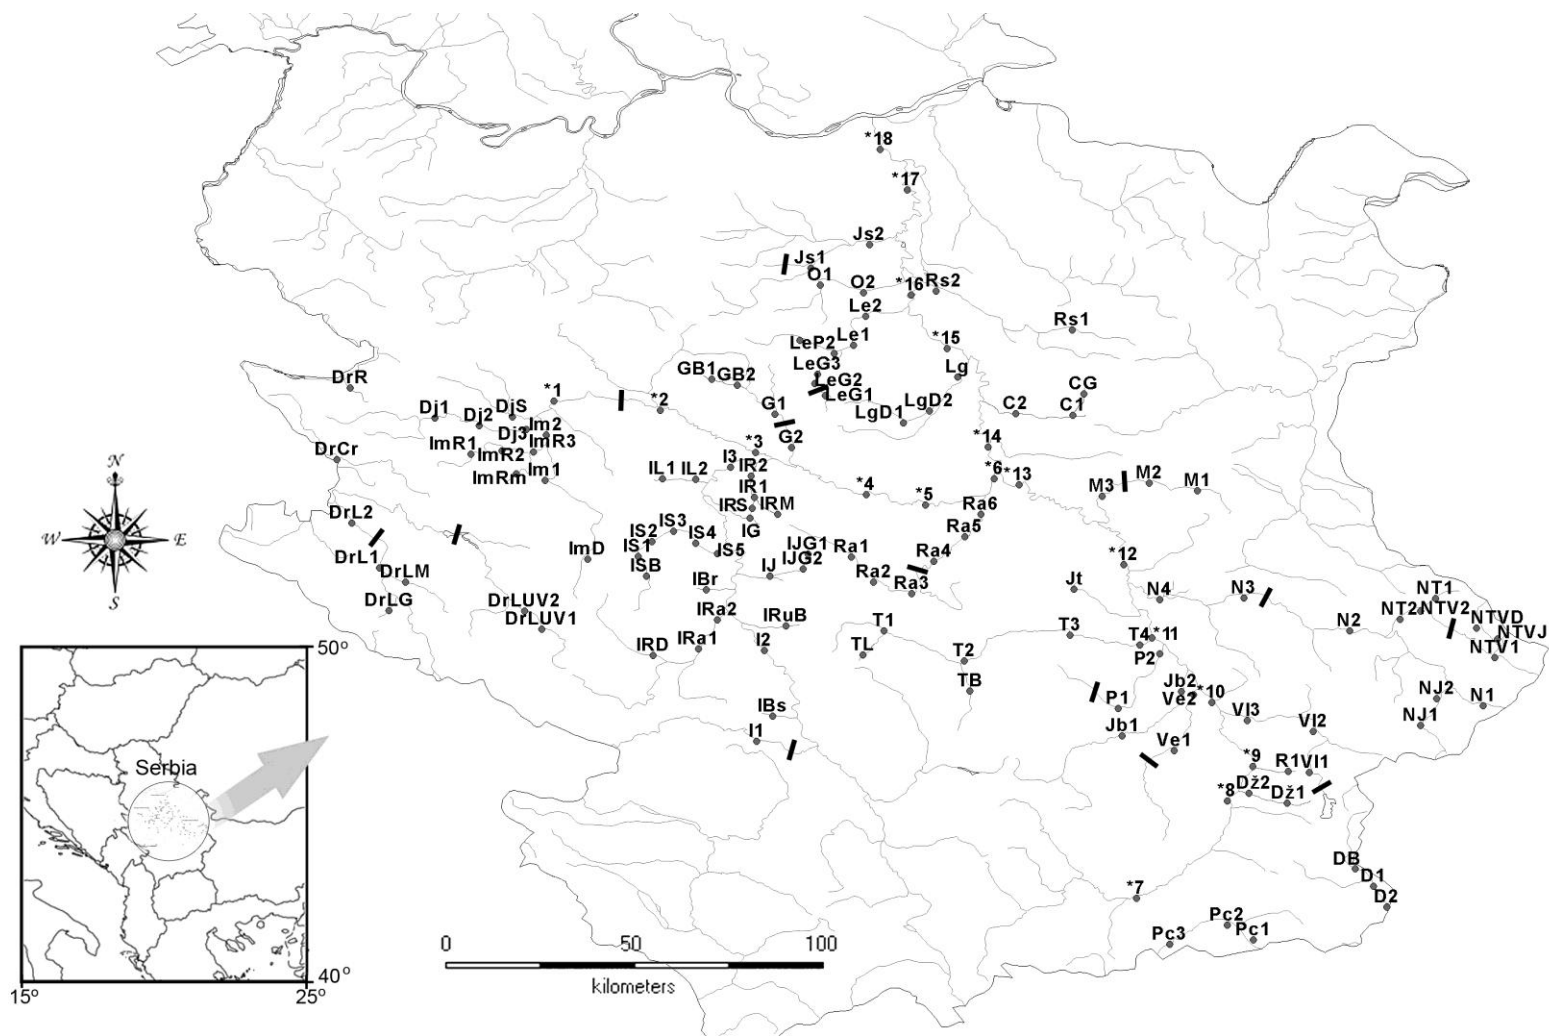 *18
*17
Js2
Js1
O1
O2
*16
Rs2
Le2
Rs1
Le1
*15
LeP2
LeG3
GB1
GB2
Lg
DrR
LeG2
CG
*1
LeG1
*2
LgD2
Dj1
DjS
G1
LgD1
C2
C1
Dj2
Im2
Dj3
ImR3
G2
ImR1
ImR2
*3
*14
DrCr
N
I3
IR2
ImRm
Im1
IL1
IL2
*6
*13
M3
M2
M1
IR1
*4
*5
IRS
IRM
Ra6
DrL2
IG
IS2
IS3
IS4
Ra5
W
E
IS1
IS5
IJG1
Ra1
Ra4
*12
ImD
IJG2
DrL1
ISB
IJ
DrLM
IBr
Ra2
Ra3
Jt
N4
N3
NT1
S
DrLG
DrLUV2
NT2
NTV2
NTVD
DrLUV1
IRa2
IRuB
T1
T3
N2
NTVJ
T4
*11
IRD
IRa1
I2
TL
T2
P2
NTV1
50°
TB
Jb2
Ve2
*10
NJ2
N1
IBs
P1
Vl3
Vl2
NJ1
I1
Jb1
Ve1
Serbia
*9
R1
Vl1
*8
Dž2
Dž1
DB
D1
*7
D2
Pc2
Pc3
Pc1
0
50
100
kilometers
40°
15°
25°